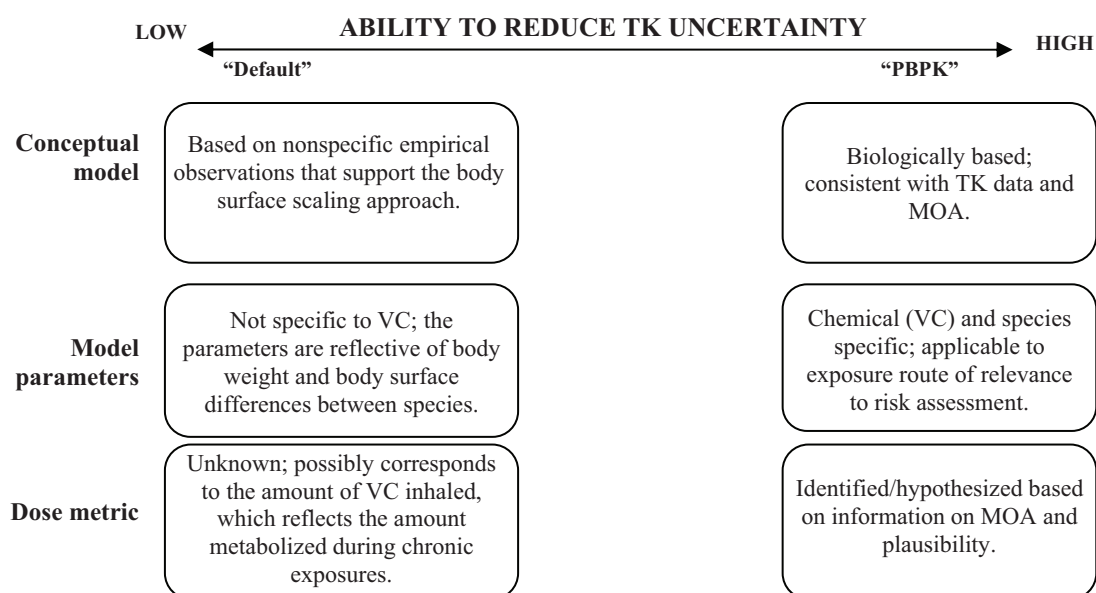 ABILITY TO REDUCE TK UNCERTAINTY
LOW
HIGH
“Default”
“PBPK”
Conceptual
model
Based on nonspecific empirical
observations that support the body
surface scaling approach.
Biologically based;
consistent with TK data and
MOA.
Model
parameters
Not specific to VC; the
parameters are reflective of body
weight and body surface
differences between species.
Chemical (VC) and species
specific; applicable to
exposure route of relevance
to risk assessment.
Dose metric
Unknown; possibly corresponds
to the amount of VC inhaled,
which reflects the amount
metabolized during chronic
exposures.
Identified/hypothesized based
on information on MOA and
plausibility.